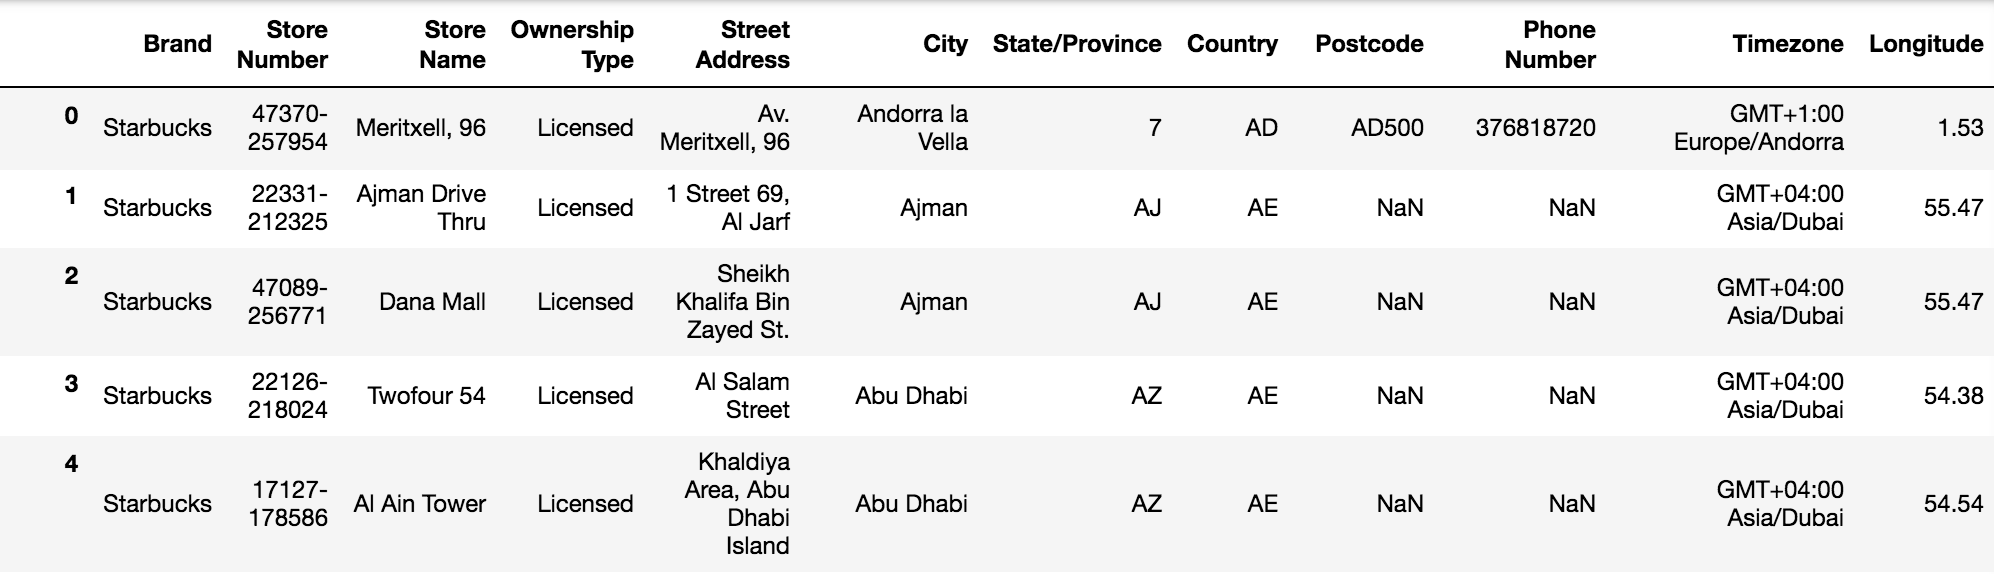 Brand Store Number Store Name Ownership Type Street Address City State/Province Country Postcode Phone Number Timezone Longitude
0 Starbucks 47370-257954 Meritxell, 96 Licensed Av. Meritxell, 96 Andorra la Vella 7 AD AD500 376818720 GMT+1:00 Europe/Andorra 1.53
1 Starbucks 22331-212325 Ajman Drive Thru Licensed 1 Street 69, Al Jarf Ajman AJ AE NaN NaN GMT+04:00 Asia/Dubai 55.47
2 Starbucks 47089-256771 Dana Mall Licensed Sheikh Khalifa Bin Zayed St. Ajman AJ AE NaN NaN GMT+04:00 Asia/Dubai 55.47
3 Starbucks 22126-218024 Twofour 54 Licensed Al Salam Street Abu Dhabi AZ AE NaN NaN GMT+04:00 Asia/Dubai 54.38
4 Starbucks 17127-178586 Al Ain Tower Licensed Khaldiya Area, Abu Dhabi Island Abu Dhabi AZ AE NaN NaN GMT+04:00 Asia/Dubai 54.54